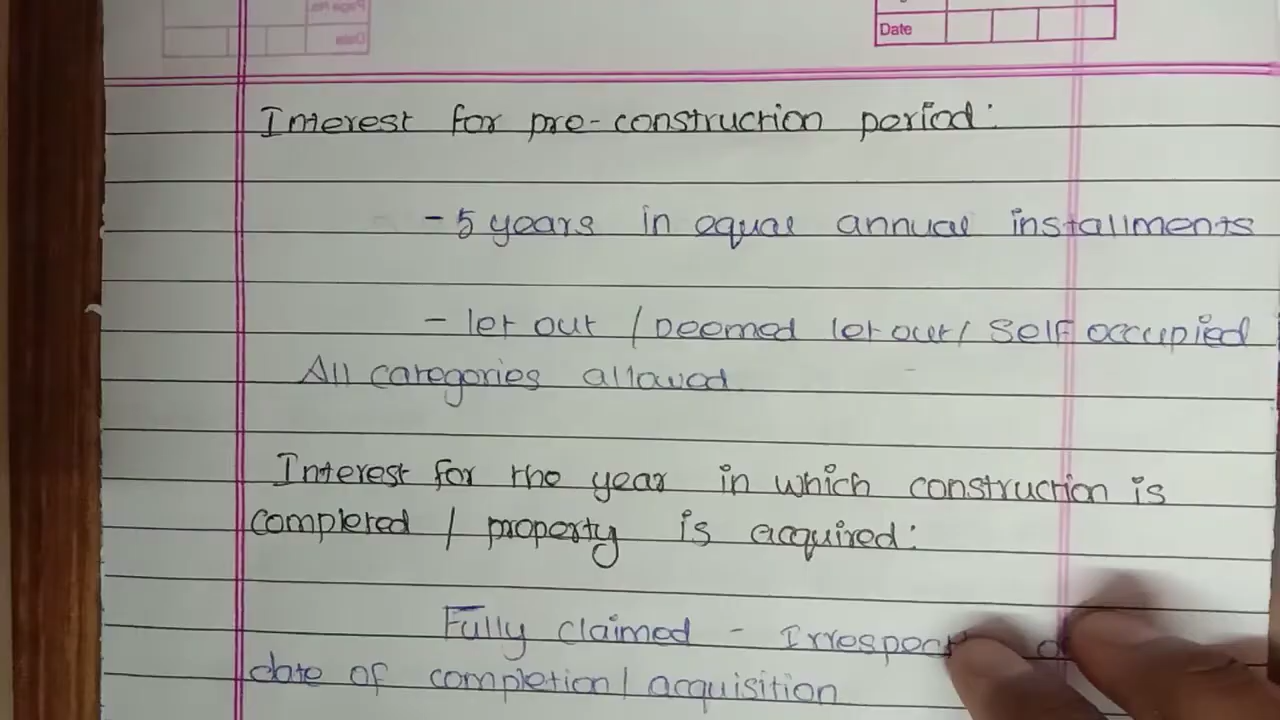 Date
Interest for pre-construction period:
- 5 years in equal annual installments
- let out / Deemed let out / Self occupied
All categories allowed
Interest for the year in which construction is
completed / property is acquired:
Fully claimed -
date of completion / acquisition